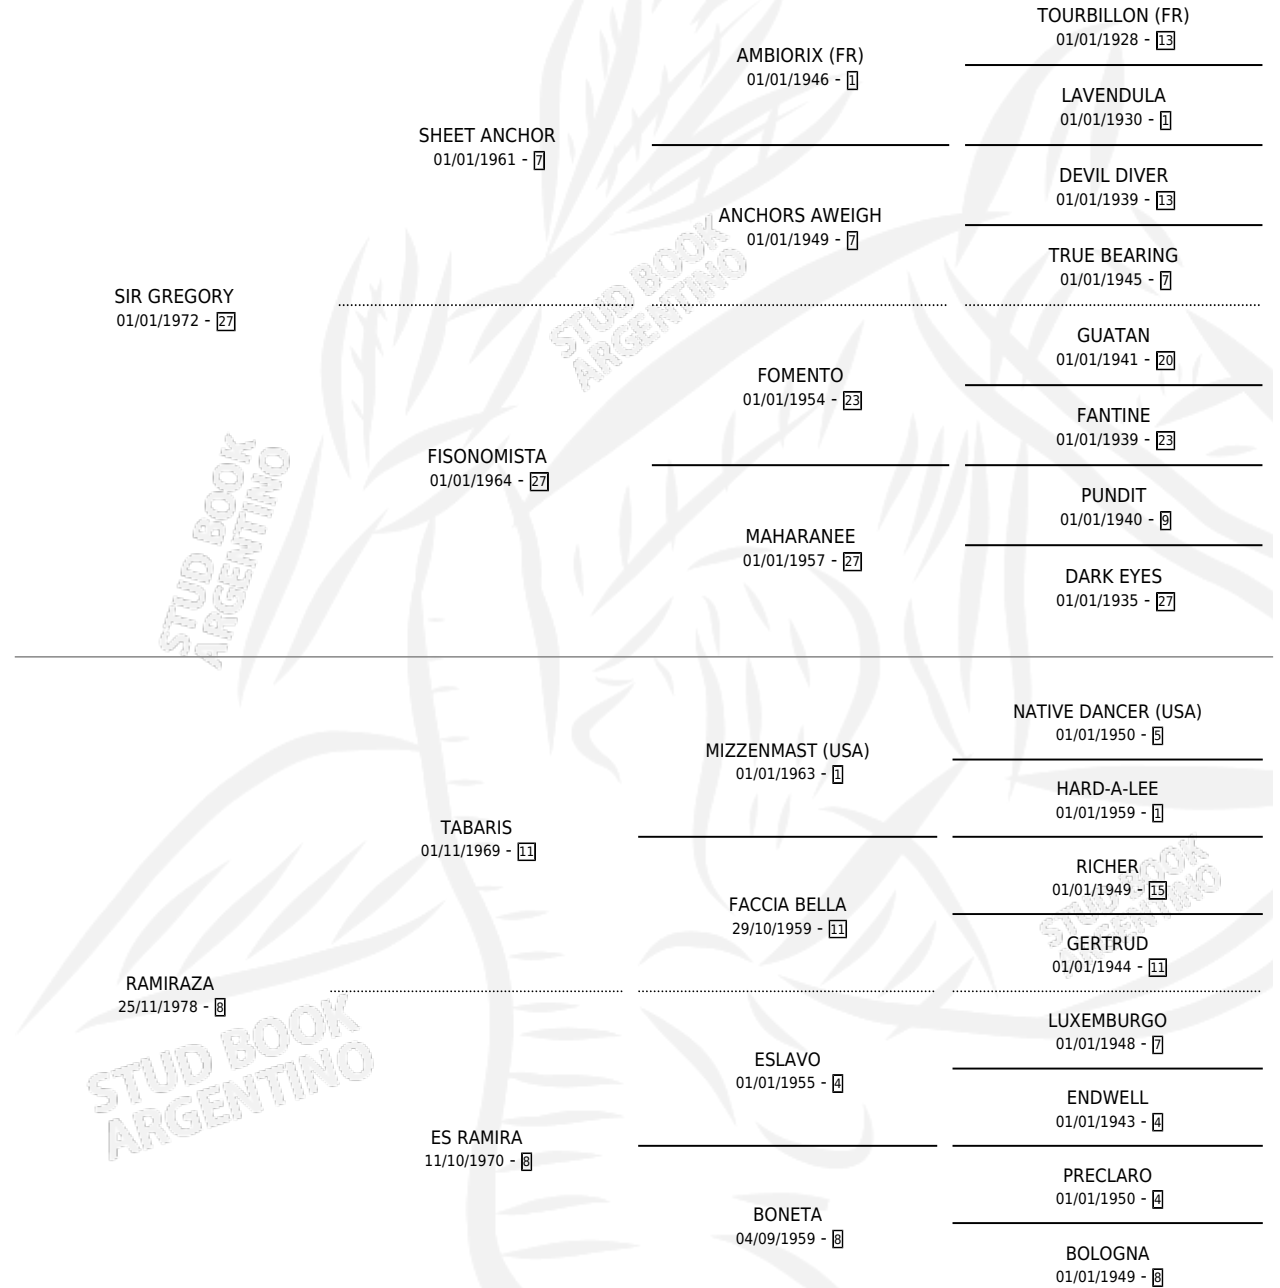 TOURBILLON (FR)
01/01/1928 - 13
AMBIORIX (FR)
01/01/1946 - 1
LAVENDULA
01/01/1930 - 1
SHEET ANCHOR
01/01/1961 - 7
DEVIL DIVER
01/01/1939 - 13
ANCHORS AWEIGH
01/01/1949 - 7
TRUE BEARING
01/01/1945 - 7
SIR GREGORY
01/01/1972 - 27
GUATAN
01/01/1941 - 20
FOMENTO
01/01/1954 - 23
FANTINE
01/01/1939 - 23
FISONOMISTA
01/01/1964 - 27
PUNDIT
01/01/1940 - 9
MAHARANEE
01/01/1957 - 27
DARK EYES
01/01/1935 - 27
NATIVE DANCER (USA)
01/01/1950 - 5
MIZZENMAST (USA)
01/01/1963 - 1
HARD-A-LEE
01/01/1959 - 1
TABARIS
01/11/1969 - 11
RICHER
01/01/1949 - 15
FACCIA BELLA
29/10/1959 - 11
GERTRUD
01/01/1944 - 11
RAMIRAZA
25/11/1978 - 8
LUXEMBURGO
01/01/1948 - 7
ESLAVO
01/01/1955 - 4
ENDWELL
01/01/1943 - 4
ES RAMIRA
11/10/1970 - 8
PRECLARO
01/01/1950 - 4
BONETA
04/09/1959 - 8
BOLOGNA
01/01/1949 - 8
STUD BOOK
ARGENTINO
STUD BOOK
ARGENTINO
STUD BOOK
ARGENTINO
STUD BOOK
ARGENTINO